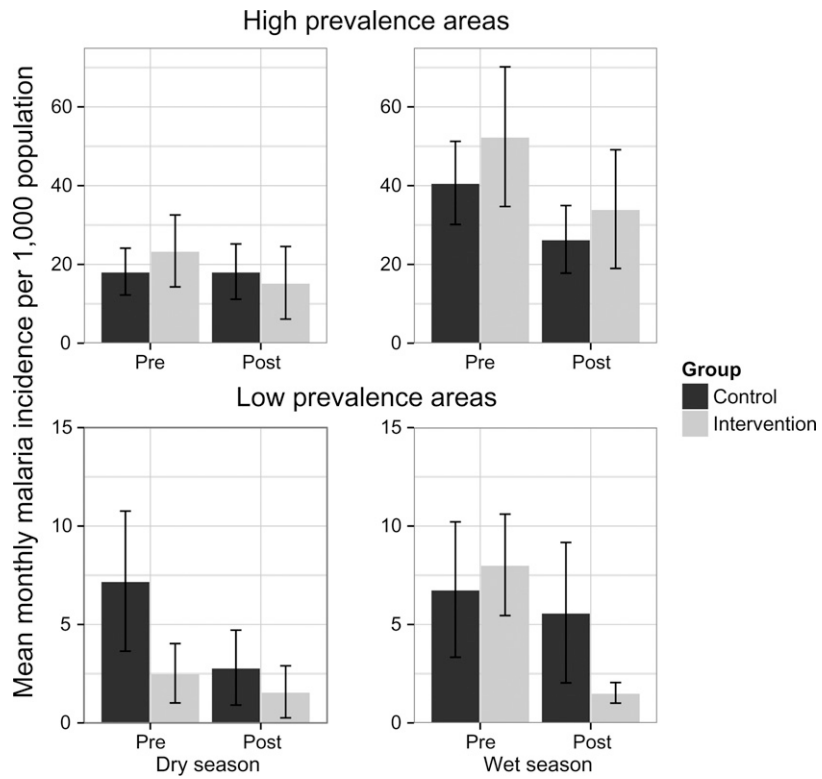 High prevalence areas
Mean monthly malaria incidence per 1,000 population
60
40
20
0
Pre
Post
60
40
20
0
Pre
Post
Group
Control
Intervention
Low prevalence areas
15
10
5
0
Pre
Post
Dry season
15
10
5
0
Pre
Post
Wet season